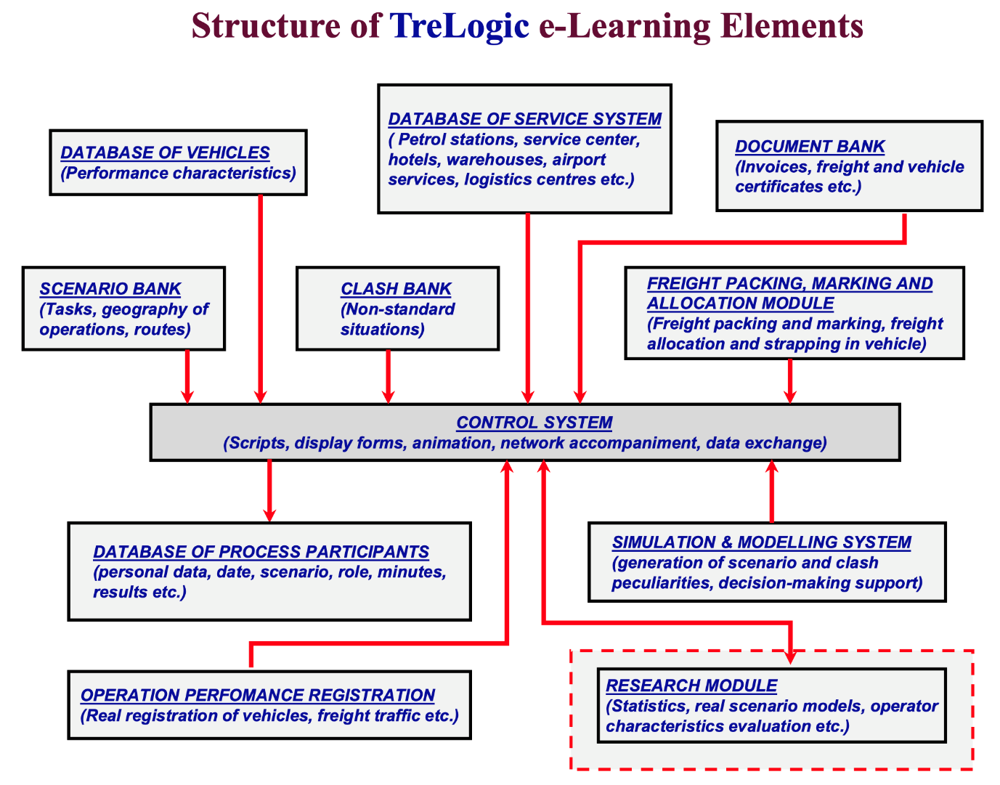 Structure of TreLogic e-Learning Elements
DATABASE OF VEHICLES
(Performance characteristics)
DATABASE OF SERVICE SYSTEM
( Petrol stations, service center,
hotels, warehouses, airport
services, logistics centres etc.)
DOCUMENT BANK
(Invoices, freight and vehicle
certificates etc.)
SCENARIO BANK
(Tasks, geography of
operations, routes)
CLASH BANK
(Non-standard
situations)
FREIGHT PACKING, MARKING AND
ALLOCATION MODULE
(Freight packing and marking, freight
allocation and strapping in vehicle)
CONTROL SYSTEM
(Scripts, display forms, animation, network accompaniment, data exchange)
DATABASE OF PROCESS PARTICIPANTS
(personal data, date, scenario, role, minutes,
results etc.)
SIMULATION & MODELLING SYSTEM
(generation of scenario and clash
peculiarities, decision-making support)
OPERATION PERFOMANCE REGISTRATION
(Real registration of vehicles, freight traffic etc.)
RESEARCH MODULE
(Statistics, real scenario models, operator
characteristics evaluation etc.)